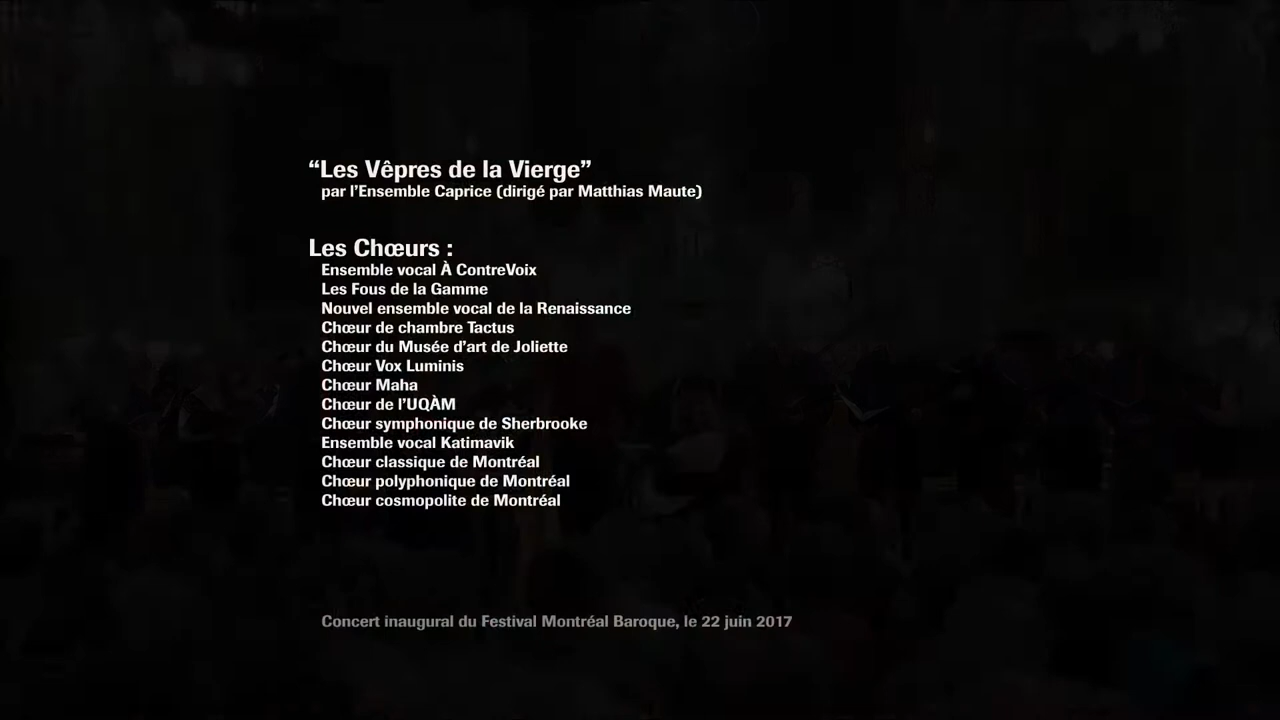 “Les Vêpres de la Vierge”
par l’Ensemble Caprice (dirigé par Matthias Maute)
Les Chœurs :
Ensemble vocal À ContreVoix
Les Fous de la Gamme
Nouvel ensemble vocal de la Renaissance
Chœur de chambre Tactus
Chœur du Musée d’art de Joliette
Chœur Vox Luminis
Chœur Maha
Chœur de l’UQÀM
Chœur symphonique de Sherbrooke
Ensemble vocal Katimavik
Chœur classique de Montréal
Chœur polyphonique de Montréal
Chœur cosmopolite de Montréal
Concert inaugural du Festival Montréal Baroque, le 22 juin 2017